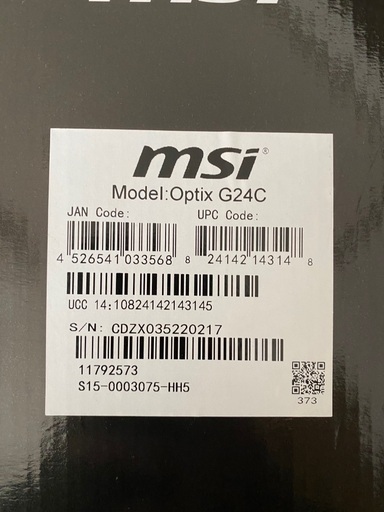 msi
msi®
Model:Optix G24C
JAN Code: UPC Code:
4 526541 033568 8 24142 14314 8
UCC 14:10824142143145
S/N: CDZX035220217
11792573
S15-0003075-HH5
373